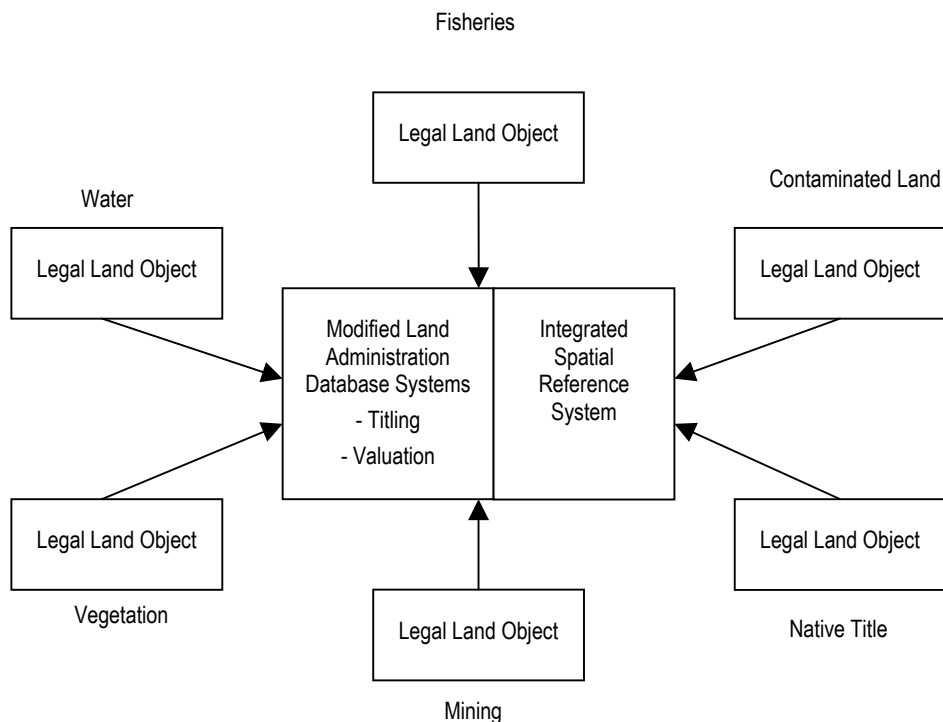 Fisheries
Legal Land Object
Water
Contaminated Land
Legal Land Object
Legal Land Object
Modified Land
Administration
Database Systems
- Titling
- Valuation
Integrated
Spatial
Reference
System
Legal Land Object
Legal Land Object
Vegetation
Legal Land Object
Native Title
Mining